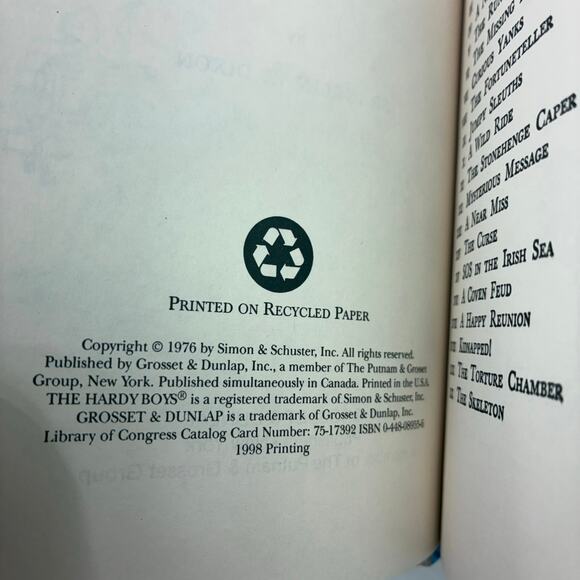 PRINTED ON RECYCLED PAPER
Copyright © 1976 by Simon & Schuster, Inc. All rights reserved.
Published by Grosset & Dunlap, Inc., a member of The Putnam & Grosset
Group, New York. Published simultaneously in Canada. Printed in the U.S.A.
THE HARDY BOYS® is a registered trademark of Simon & Schuster, Inc.
GROSSET & DUNLAP is a trademark of Grosset & Dunlap, Inc.
Library of Congress Catalog Card Number: 75-17392 ISBN 0-448-08955-6
1998 Printing
THE MISSING
CURIOUS YANKS
THE FORTUNETELLER
JUMPY SLEUTHS
A WILD RIDE
THE STONEHENGE CAPER
MYSTERIOUS MESSAGE
A NEAR MISS
THE CURSE
SOS IN THE IRISH SEA
A COVEN FEUD
A HAPPY REUNION
KIDNAPPED!
THE TORTURE CHAMBER
THE SKELETON